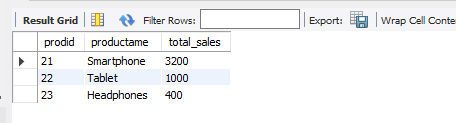 Result Grid Filter Rows: Export: Wrap Cell Conten
prodid productame total_sales
21 Smartphone 3200
22 Tablet 1000
23 Headphones 400